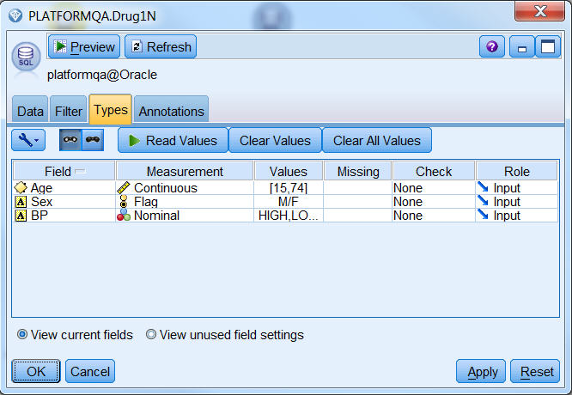 PLATFORMQA.Drug1N
SQL
Preview
Refresh
?
platformqa@Oracle
Data Filter Types Annotations
Read Values Clear Values Clear All Values
Field Measurement Values Missing Check Role
Age Continuous [15,74] None Input
A Sex Flag M/F None Input
A BP Nominal HIGH,LO... None Input
View current fields View unused field settings
OK Cancel Apply Reset